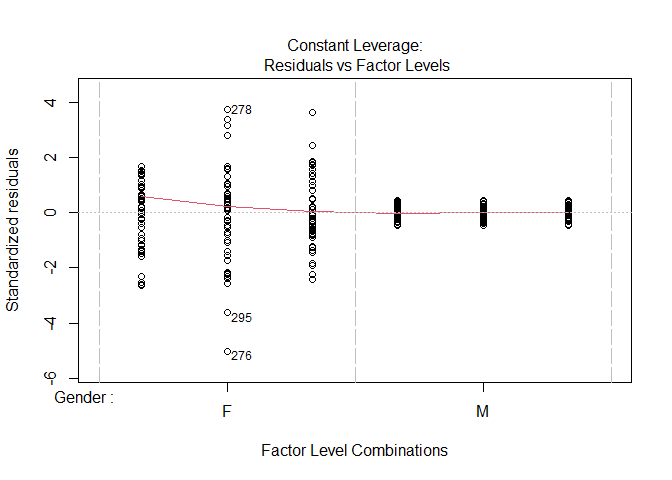 Constant Leverage:
Residuals vs Factor Levels
Standardized residuals
4
2
0
-2
-4
-6
278
295
276
Gender :
F
M
Factor Level Combinations